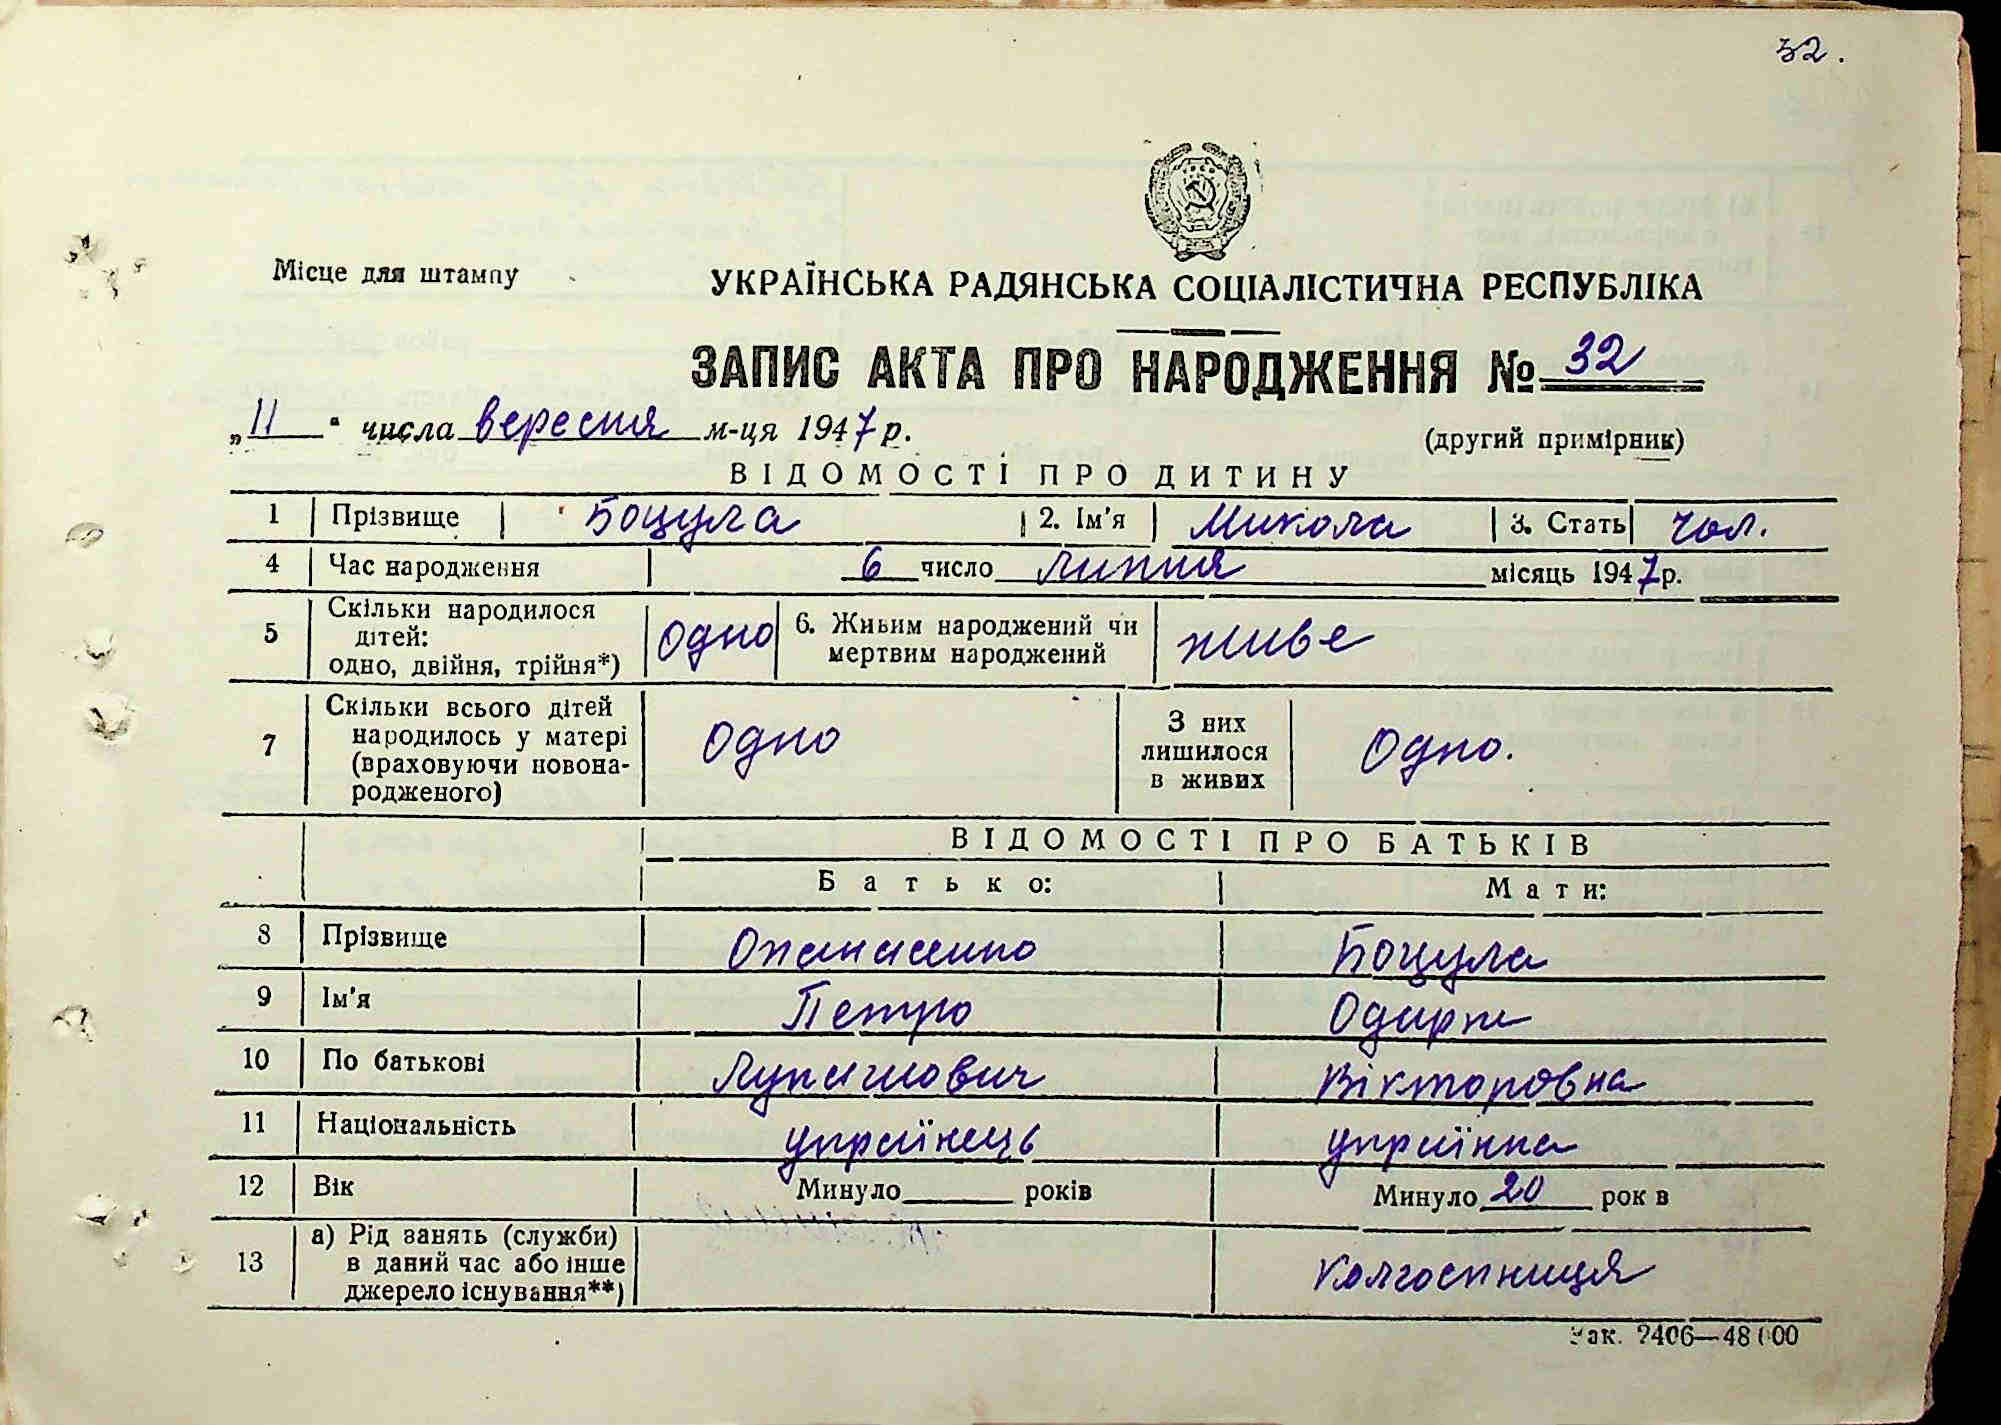 32.
Місце для штампу
УКРАЇНСЬКА РАДЯНСЬКА СОЦІАЛІСТИЧНА РЕСПУБЛІКА
ЗАПИС АКТА ПРО НАРОДЖЕННЯ № 32
„11“ числа вересня м-ця 1947 р.
(другий примірник)
ВІДОМОСТІ ПРО ДИТИНУ
1 Прізвище Боцула 2. Ім'я Микола 3. Стать чол.
4 Час народження 6 число липня місяць 1947 р.
5 Скільки народилося дітей: одно, двійня, трійня*) Одно 6. Живим народжений чи мертвим народжений живе
7 Скільки всього дітей народилось у матері (враховуючи новонародженого) Одно З них лишилося в живих Одно.
ВІДОМОСТІ ПРО БАТЬКІВ
Батько: Мати:
8 Прізвище Опанасенко Боцула
9 Ім'я Петро Одарка
10 По батькові Вікторовна
11 Національність українець українка
12 Вік Минуло років Минуло 20 рок в
13 а) Рід занять (служби) в даний час або інше джерело існування**) Колгоспниця
Зак. 2406—48000